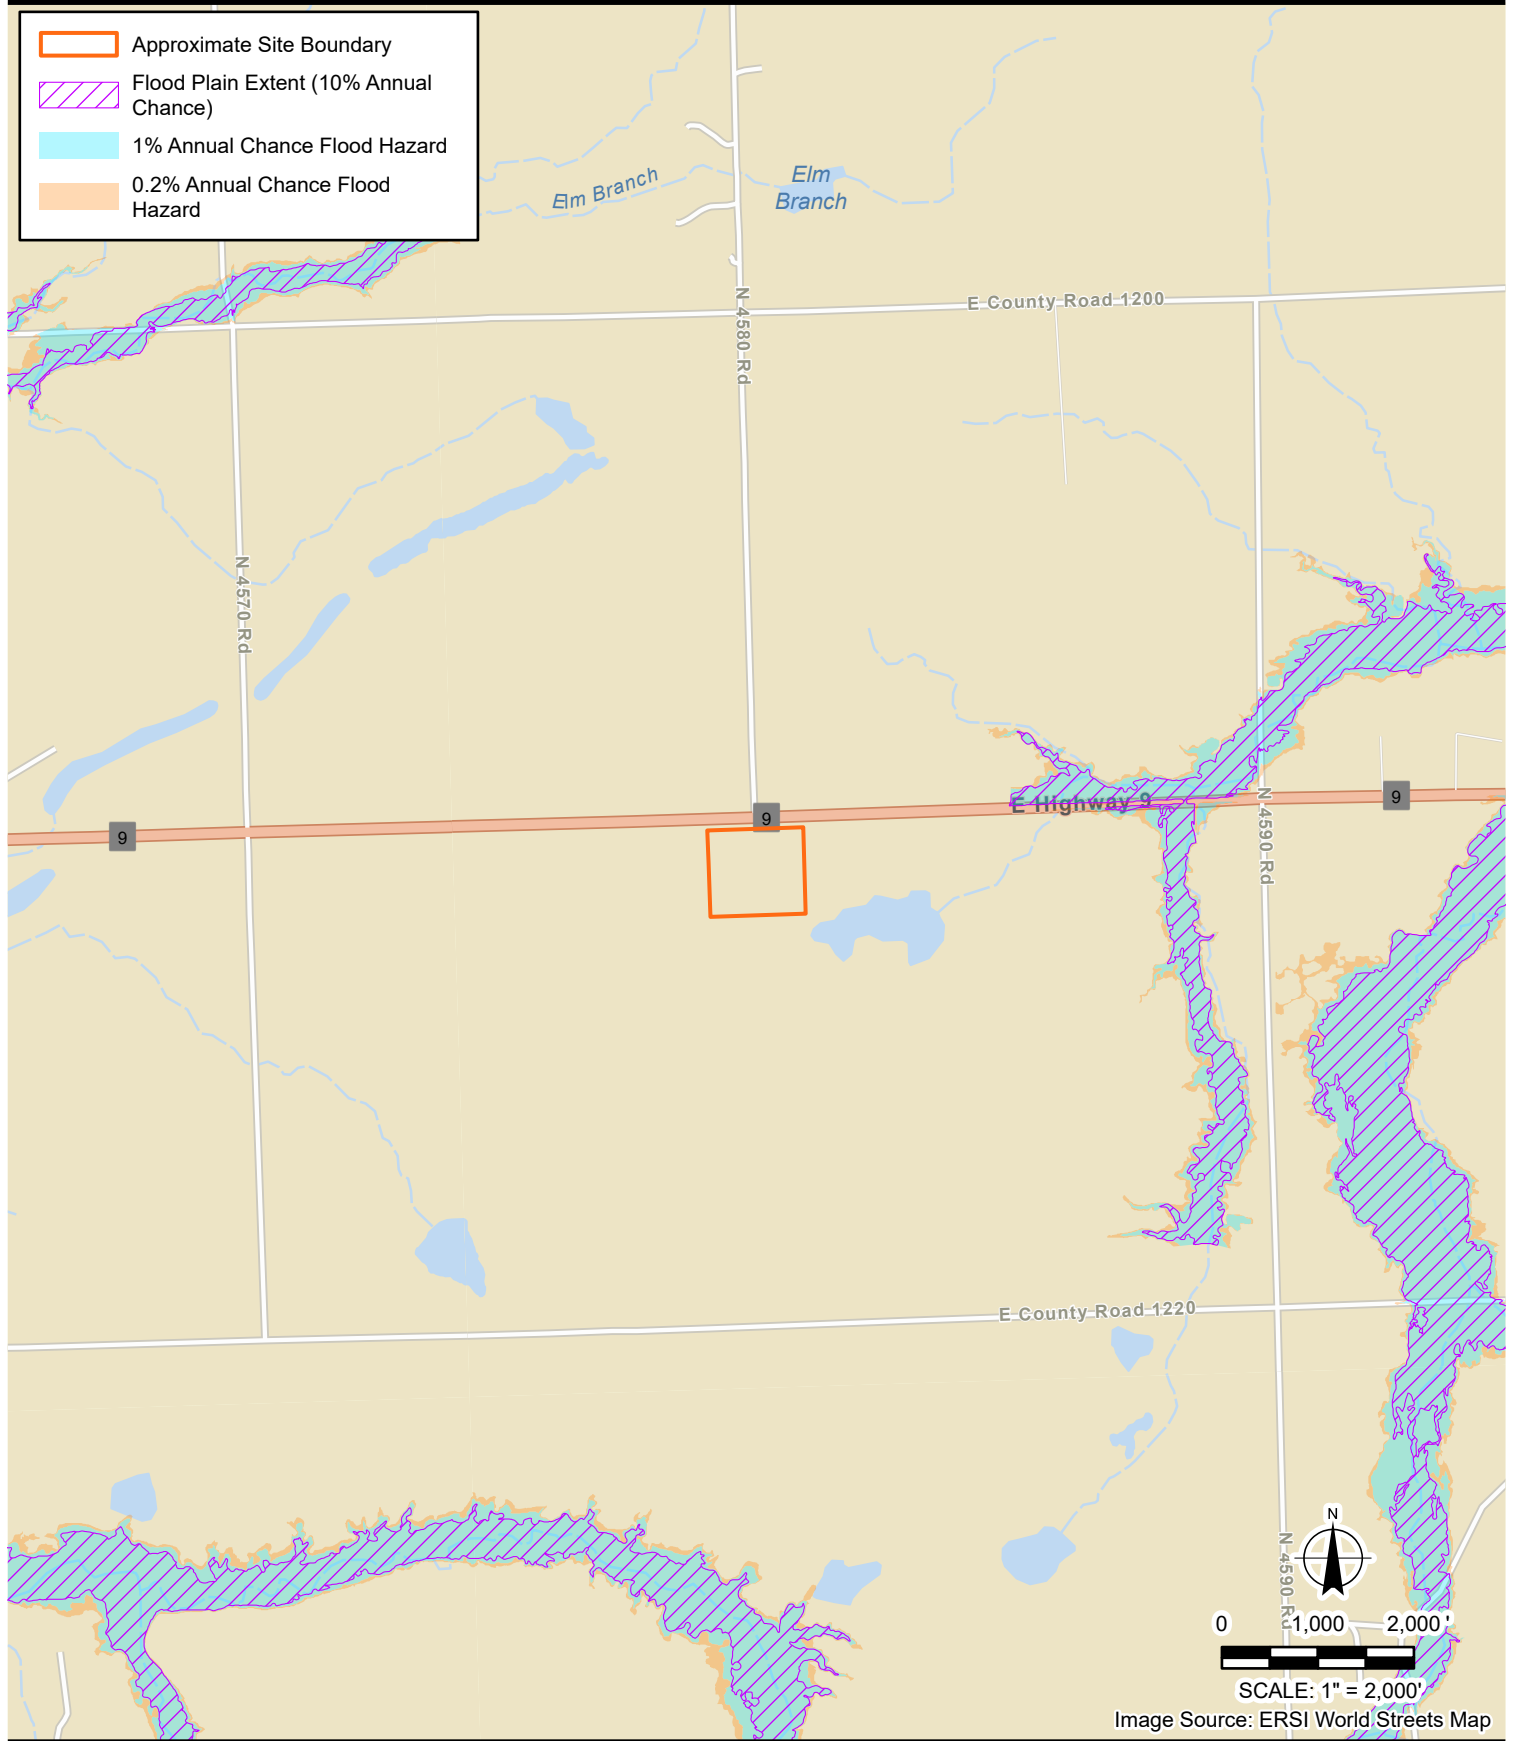 Approximate Site Boundary
Flood Plain Extent (10% Annual
Chance)
1% Annual Chance Flood Hazard
0.2% Annual Chance Flood
Hazard
Elm Branch
Elm
Branch
E County Road 1200
N 4580 Rd
N 4570 Rd
E Highway 9
N 4590 Rd
9
9
9
E County Road 1220
N 4590 Rd
N
0 1,000 2,000 '
SCALE: 1" = 2,000'
Image Source: ERSI World Streets Map